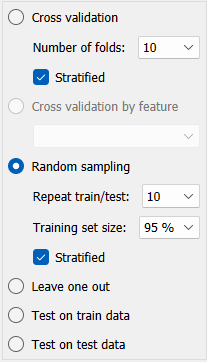 Cross validation
Number of folds: 10
Stratified
Cross validation by feature
Random sampling
Repeat train/test: 10
Training set size: 95 %
Stratified
Leave one out
Test on train data
Test on test data